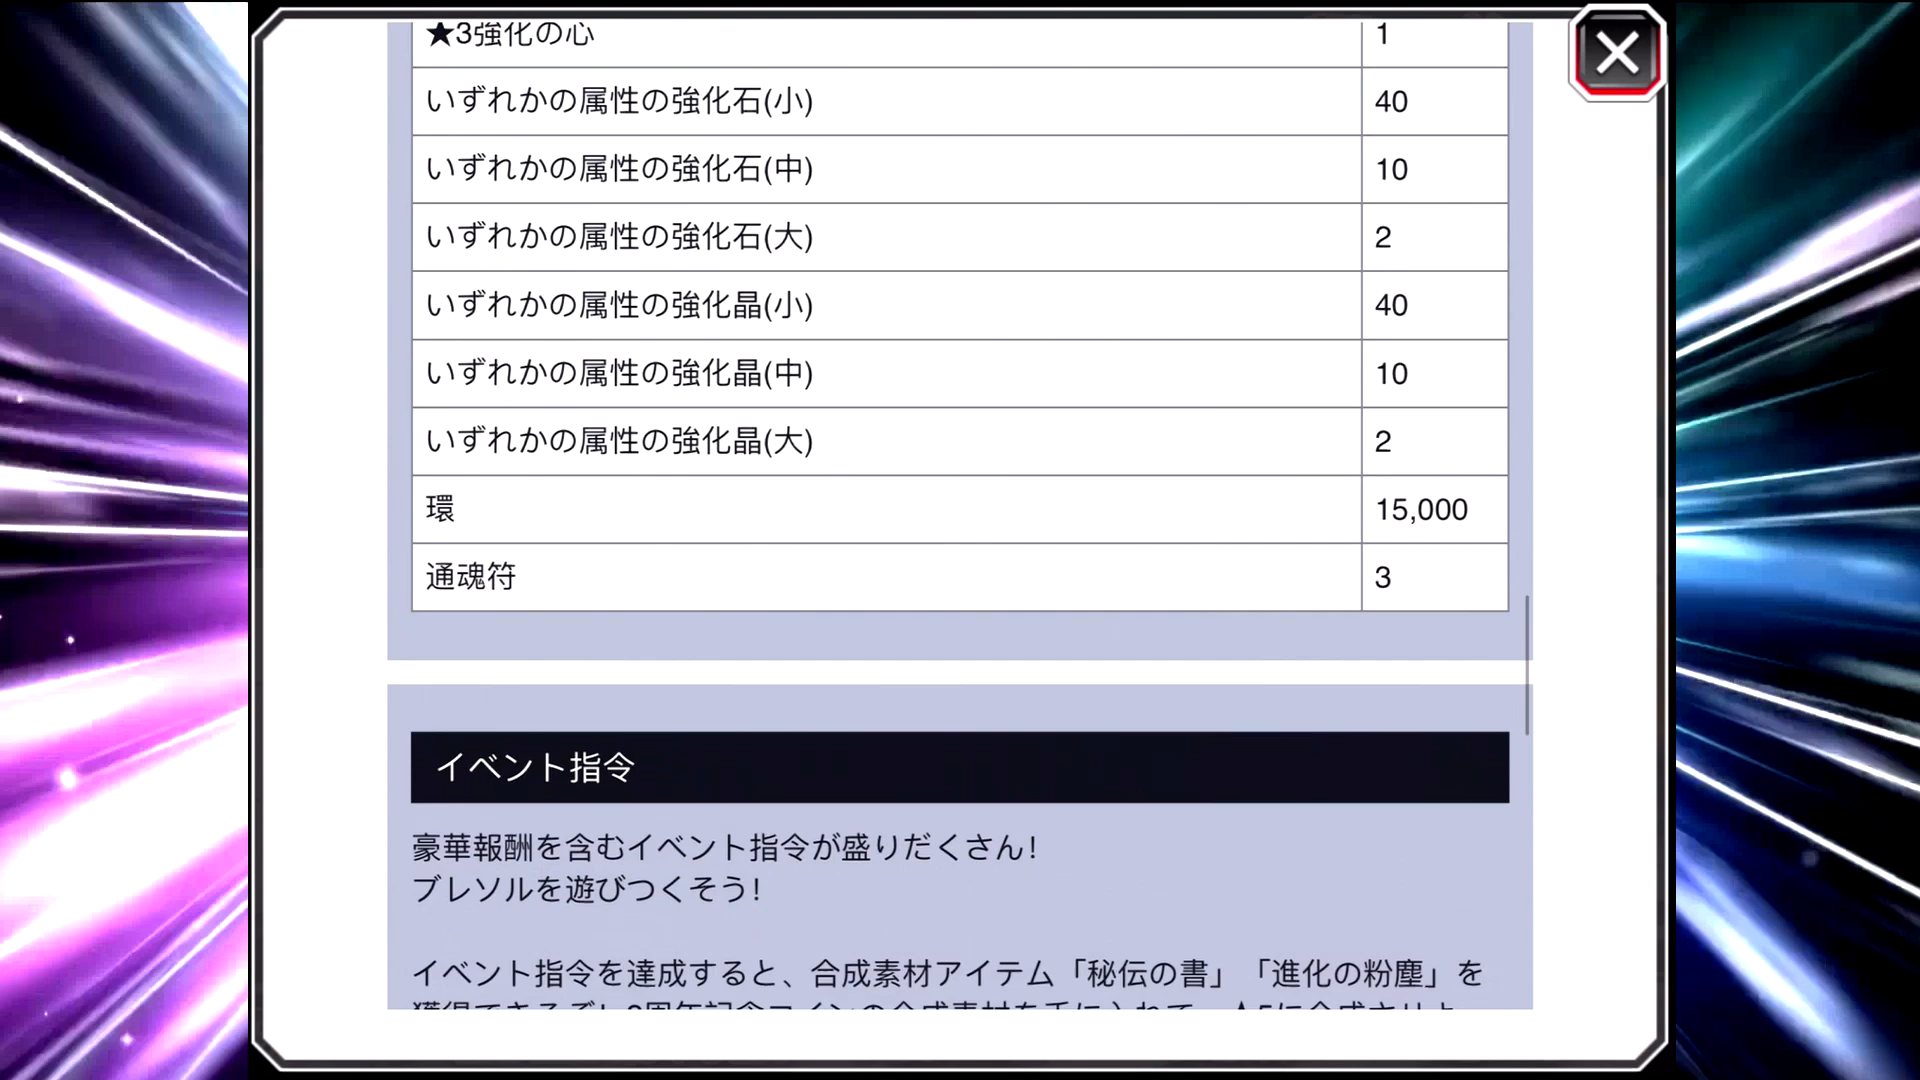 ★3強化の心 1
いずれかの属性の強化石(小) 40
いずれかの属性の強化石(中) 10
いずれかの属性の強化石(大) 2
いずれかの属性の強化晶(小) 40
いずれかの属性の強化晶(中) 10
いずれかの属性の強化晶(大) 2
環 15,000
通魂符 3
イベント指令
豪華報酬を含むイベント指令が盛りだくさん!
ブレソルを遊びつくそう!
イベント指令を達成すると、合成素材アイテム「秘伝の書」「進化の粉塵」を